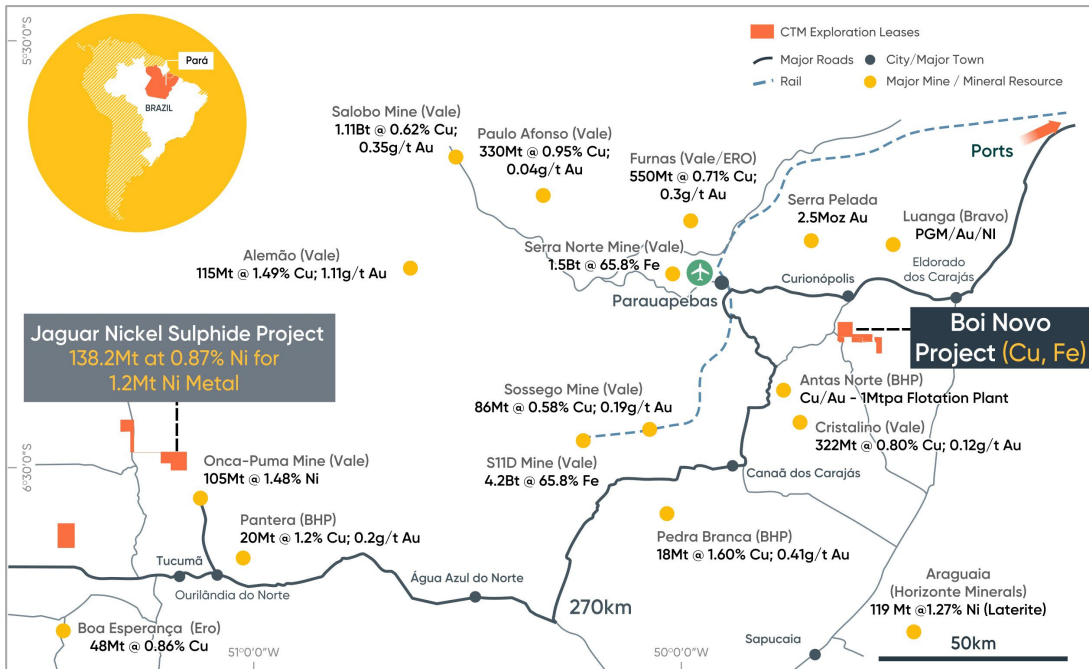 5°30'0"S
Pará
BRAZIL
CTM Exploration Leases
Major Roads
City/Major Town
Rail
Major Mine / Mineral Resource
Ports
Salobo Mine (Vale)
1.11Bt @ 0.62% Cu;
0.35g/t Au
Paulo Afonso (Vale)
330Mt @ 0.95% Cu;
0.04g/t Au
Furnas (Vale/ERO)
550Mt @ 0.71% Cu;
0.3g/t Au
Serra Pelada
2.5Moz Au
Luanga (Bravo)
PGM/Au/NI
Alemão (Vale)
115Mt @ 1.49% Cu; 1.11g/t Au
Serra Norte Mine (Vale)
1.5Bt @ 65.8% Fe
Parauapebas
Curionópolis
Eldorado
dos Carajás
Jaguar Nickel Sulphide Project
138.2Mt at 0.87% Ni for
1.2Mt Ni Metal
Boi Novo
Project (Cu, Fe)
Sossego Mine (Vale)
86Mt @ 0.58% Cu; 0.19g/t Au
Antas Norte (BHP)
Cu/Au - 1Mtpa Flotation Plant
Cristalino (Vale)
322Mt @ 0.80% Cu; 0.12g/t Au
6°30'0"S
Onca-Puma Mine (Vale)
105Mt @ 1.48% Ni
S11D Mine (Vale)
4.2Bt @ 65.8% Fe
Canaã dos Carajás
Pantera (BHP)
20Mt @ 1.2% Cu; 0.2g/t Au
Pedra Branca (BHP)
18Mt @ 1.60% Cu; 0.41g/t Au
Tucumã
Ourilândia do Norte
Água Azul do Norte
270km
Araguaia
(Horizonte Minerals)
119 Mt @1.27% Ni (Laterite)
Boa Esperança (Ero)
48Mt @ 0.86% Cu
Sapucaia
50km
51°0'0"W
50°0'0"W